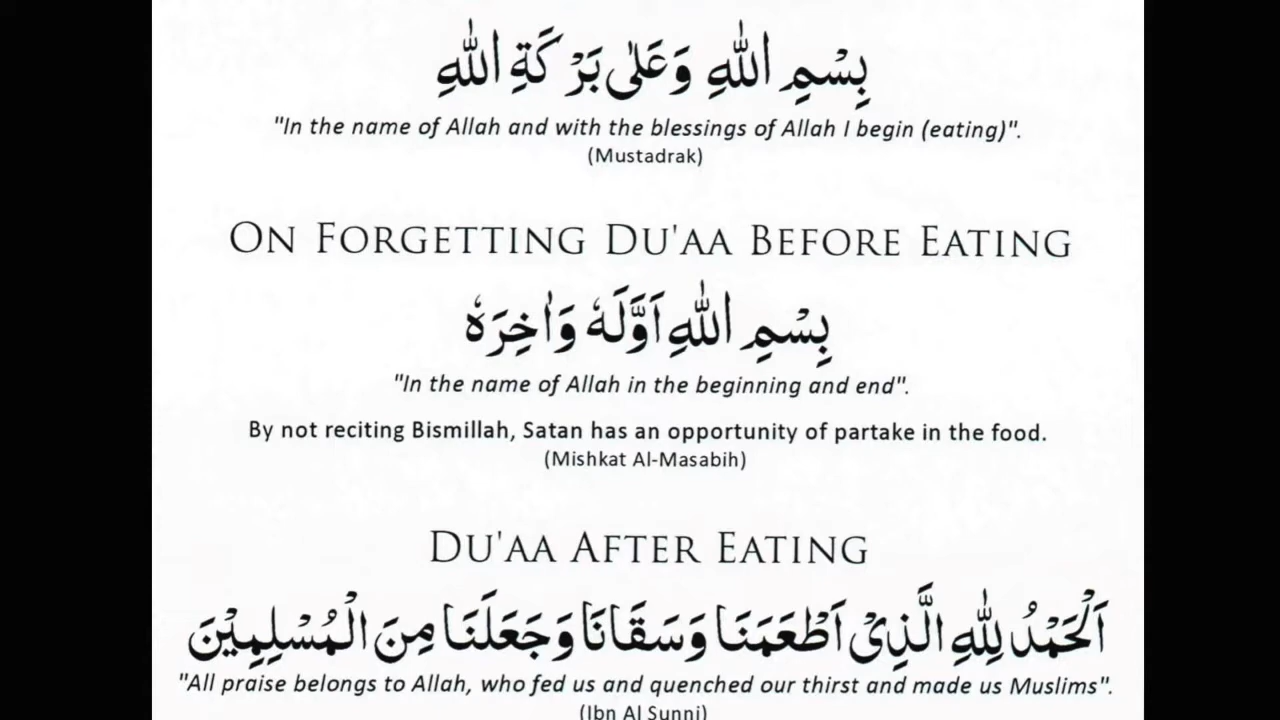 بِسْمِ اللّٰهِ وَعَلٰى بَرْكَةِ اللّٰهِ
"In the name of Allah and with the blessings of Allah I begin (eating)".
(Mustadrak)
ON FORGETTING DU'AA BEFORE EATING
بِسْمِ اللّٰهِ اَوَّلَهٗ وَاٰخِرَهٗ
"In the name of Allah in the beginning and end".
By not reciting Bismillah, Satan has an opportunity of partake in the food.
(Mishkat Al-Masabih)
DU'AA AFTER EATING
اَلْحَمْدُ لِلّٰهِ الَّذِىْ اَطْعَمَنَا وَسَقَانَا وَجَعَلَنَا مِنَ الْمُسْلِمِيْنَ
"All praise belongs to Allah, who fed us and quenched our thirst and made us Muslims".
(Ibn Al Sunni)